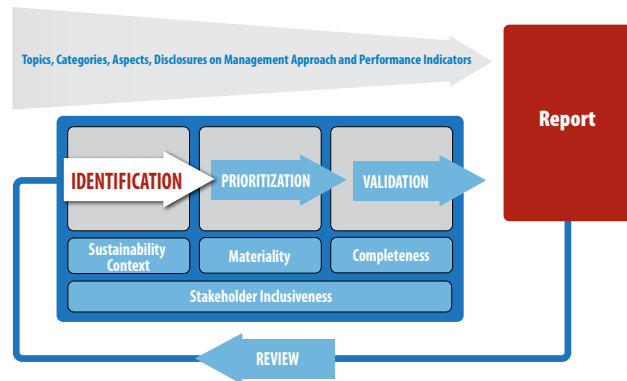 Topics, Categories, Aspects, Disclosures on Management Approach and Performance Indicators
Report
IDENTIFICATION
PRIORITIZATION
VALIDATION
Sustainability
Context
Materiality
Completeness
Stakeholder Inclusiveness
REVIEW